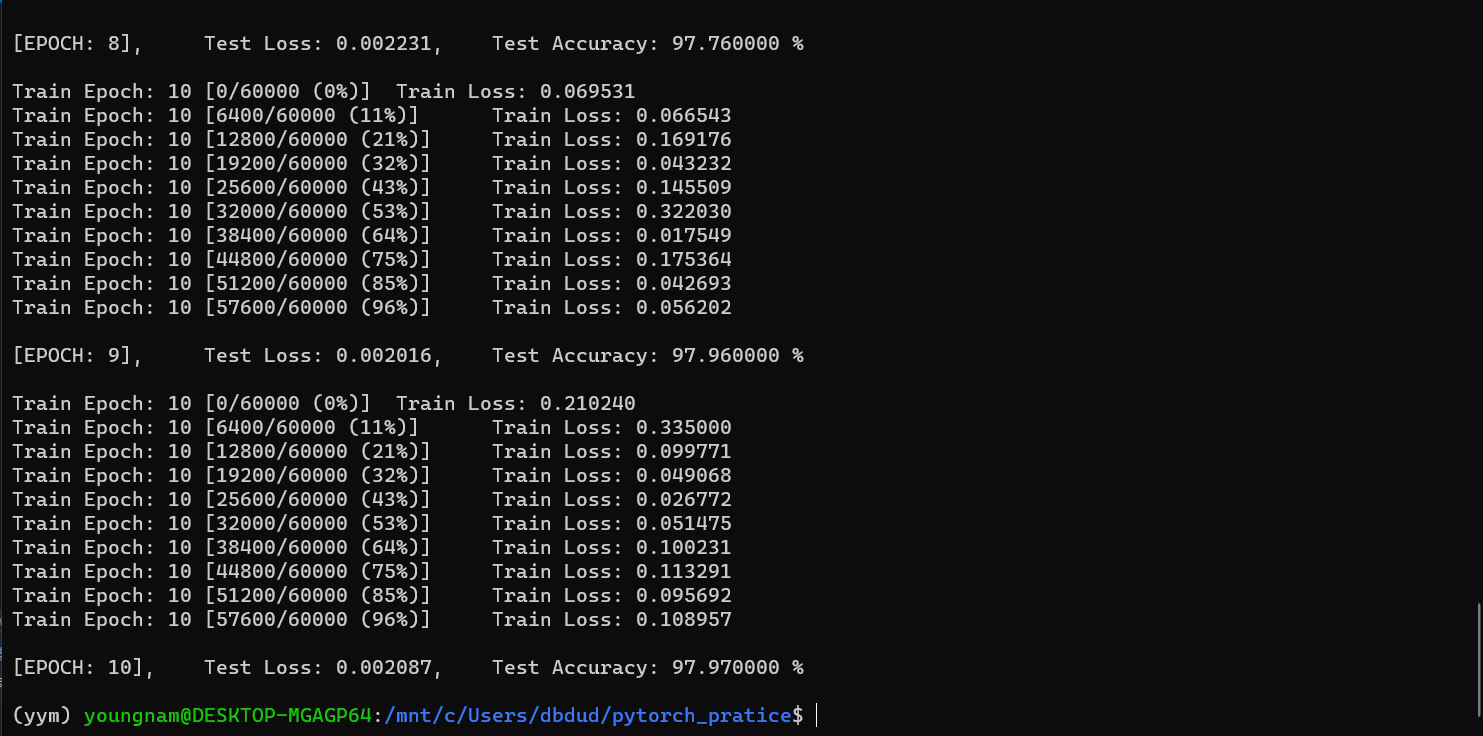 [EPOCH: 8],     Test Loss: 0.002231,    Test Accuracy: 97.760000 %
Train Epoch: 10 [0/60000 (0%)]  Train Loss: 0.069531
Train Epoch: 10 [6400/60000 (11%)]      Train Loss: 0.066543
Train Epoch: 10 [12800/60000 (21%)]     Train Loss: 0.169176
Train Epoch: 10 [19200/60000 (32%)]     Train Loss: 0.043232
Train Epoch: 10 [25600/60000 (43%)]     Train Loss: 0.145509
Train Epoch: 10 [32000/60000 (53%)]     Train Loss: 0.322030
Train Epoch: 10 [38400/60000 (64%)]     Train Loss: 0.017549
Train Epoch: 10 [44800/60000 (75%)]     Train Loss: 0.175364
Train Epoch: 10 [51200/60000 (85%)]     Train Loss: 0.042693
Train Epoch: 10 [57600/60000 (96%)]     Train Loss: 0.056202
[EPOCH: 9],     Test Loss: 0.002016,    Test Accuracy: 97.960000 %
Train Epoch: 10 [0/60000 (0%)]  Train Loss: 0.210240
Train Epoch: 10 [6400/60000 (11%)]      Train Loss: 0.335000
Train Epoch: 10 [12800/60000 (21%)]     Train Loss: 0.099771
Train Epoch: 10 [19200/60000 (32%)]     Train Loss: 0.049068
Train Epoch: 10 [25600/60000 (43%)]     Train Loss: 0.026772
Train Epoch: 10 [32000/60000 (53%)]     Train Loss: 0.051475
Train Epoch: 10 [38400/60000 (64%)]     Train Loss: 0.100231
Train Epoch: 10 [44800/60000 (75%)]     Train Loss: 0.113291
Train Epoch: 10 [51200/60000 (85%)]     Train Loss: 0.095692
Train Epoch: 10 [57600/60000 (96%)]     Train Loss: 0.108957
[EPOCH: 10],    Test Loss: 0.002087,    Test Accuracy: 97.970000 %
(yym) youngnam@DESKTOP-MGAGP64:/mnt/c/Users/dbdud/pytorch_pratice$